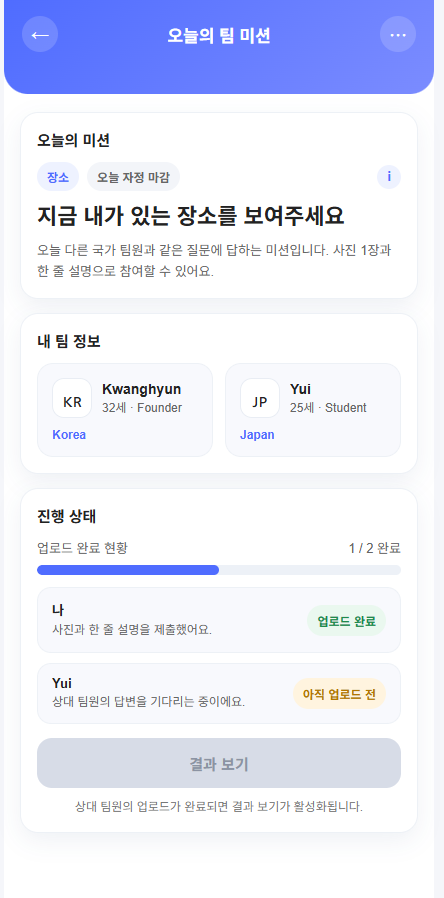 ←
오늘의 팀 미션
...
오늘의 미션
장소
오늘 자정 마감
i
지금 내가 있는 장소를 보여주세요
오늘 다른 국가 팀원과 같은 질문에 답하는 미션입니다. 사진 1장과
한 줄 설명으로 참여할 수 있어요.
내 팀 정보
KR
Kwanghyun
32세 · Founder
Korea
JP
Yui
25세 · Student
Japan
진행 상태
업로드 완료 현황
1 / 2 완료
나
사진과 한 줄 설명을 제출했어요.
업로드 완료
Yui
상대 팀원의 답변을 기다리는 중이에요.
아직 업로드 전
결과 보기
상대 팀원의 업로드가 완료되면 결과 보기가 활성화됩니다.